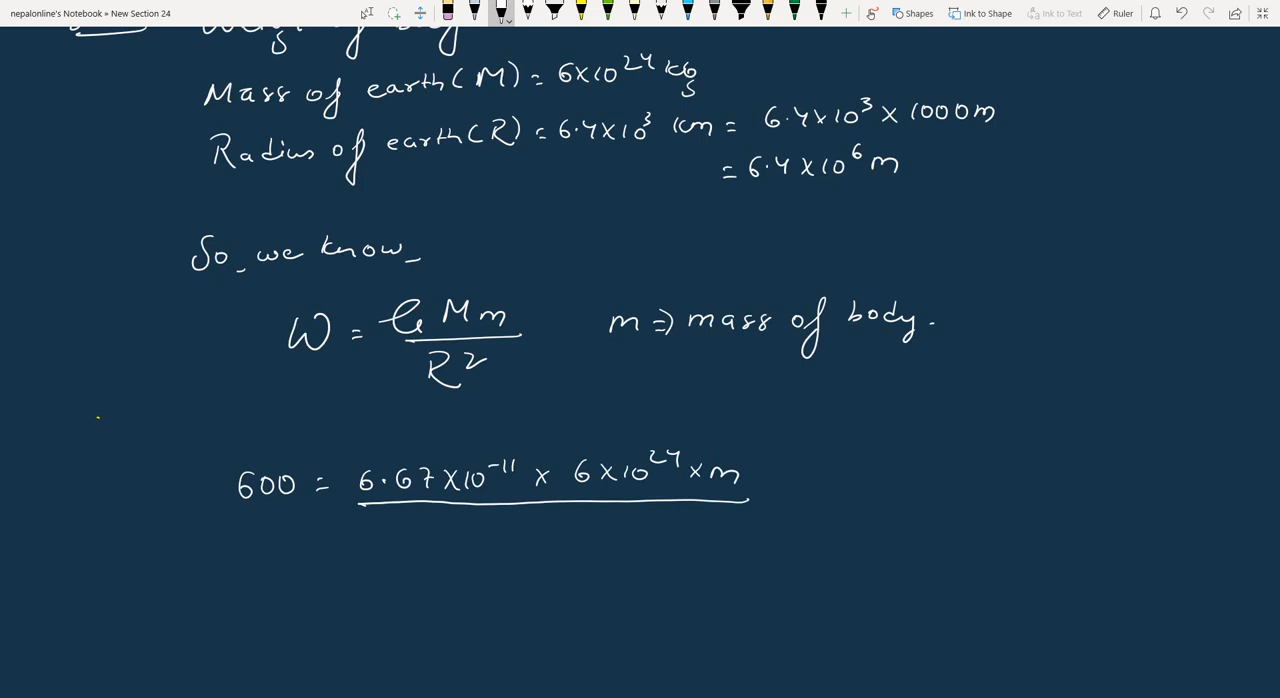 nepalonline's Notebook » New Section 24
Shapes Ink to Shape Ink to Text Ruler
Mass of earth (M) = 6×10²⁴ kg
Radius of earth (R) = 6.4×10³ km = 6.4×10³ × 1000m
= 6.4×10⁶ m
So we know
W = GMm/R² m ⇒ mass of body.
600 = 6.67×10⁻¹¹ × 6×10²⁴ × m